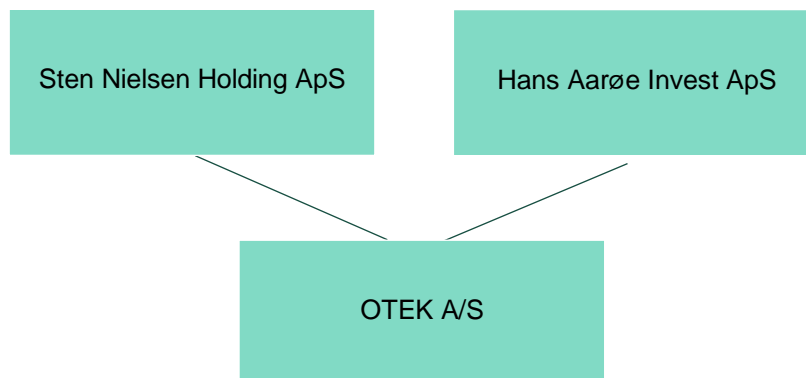 Sten Nielsen Holding ApS
Hans Aarøe Invest ApS
OTEK A/S